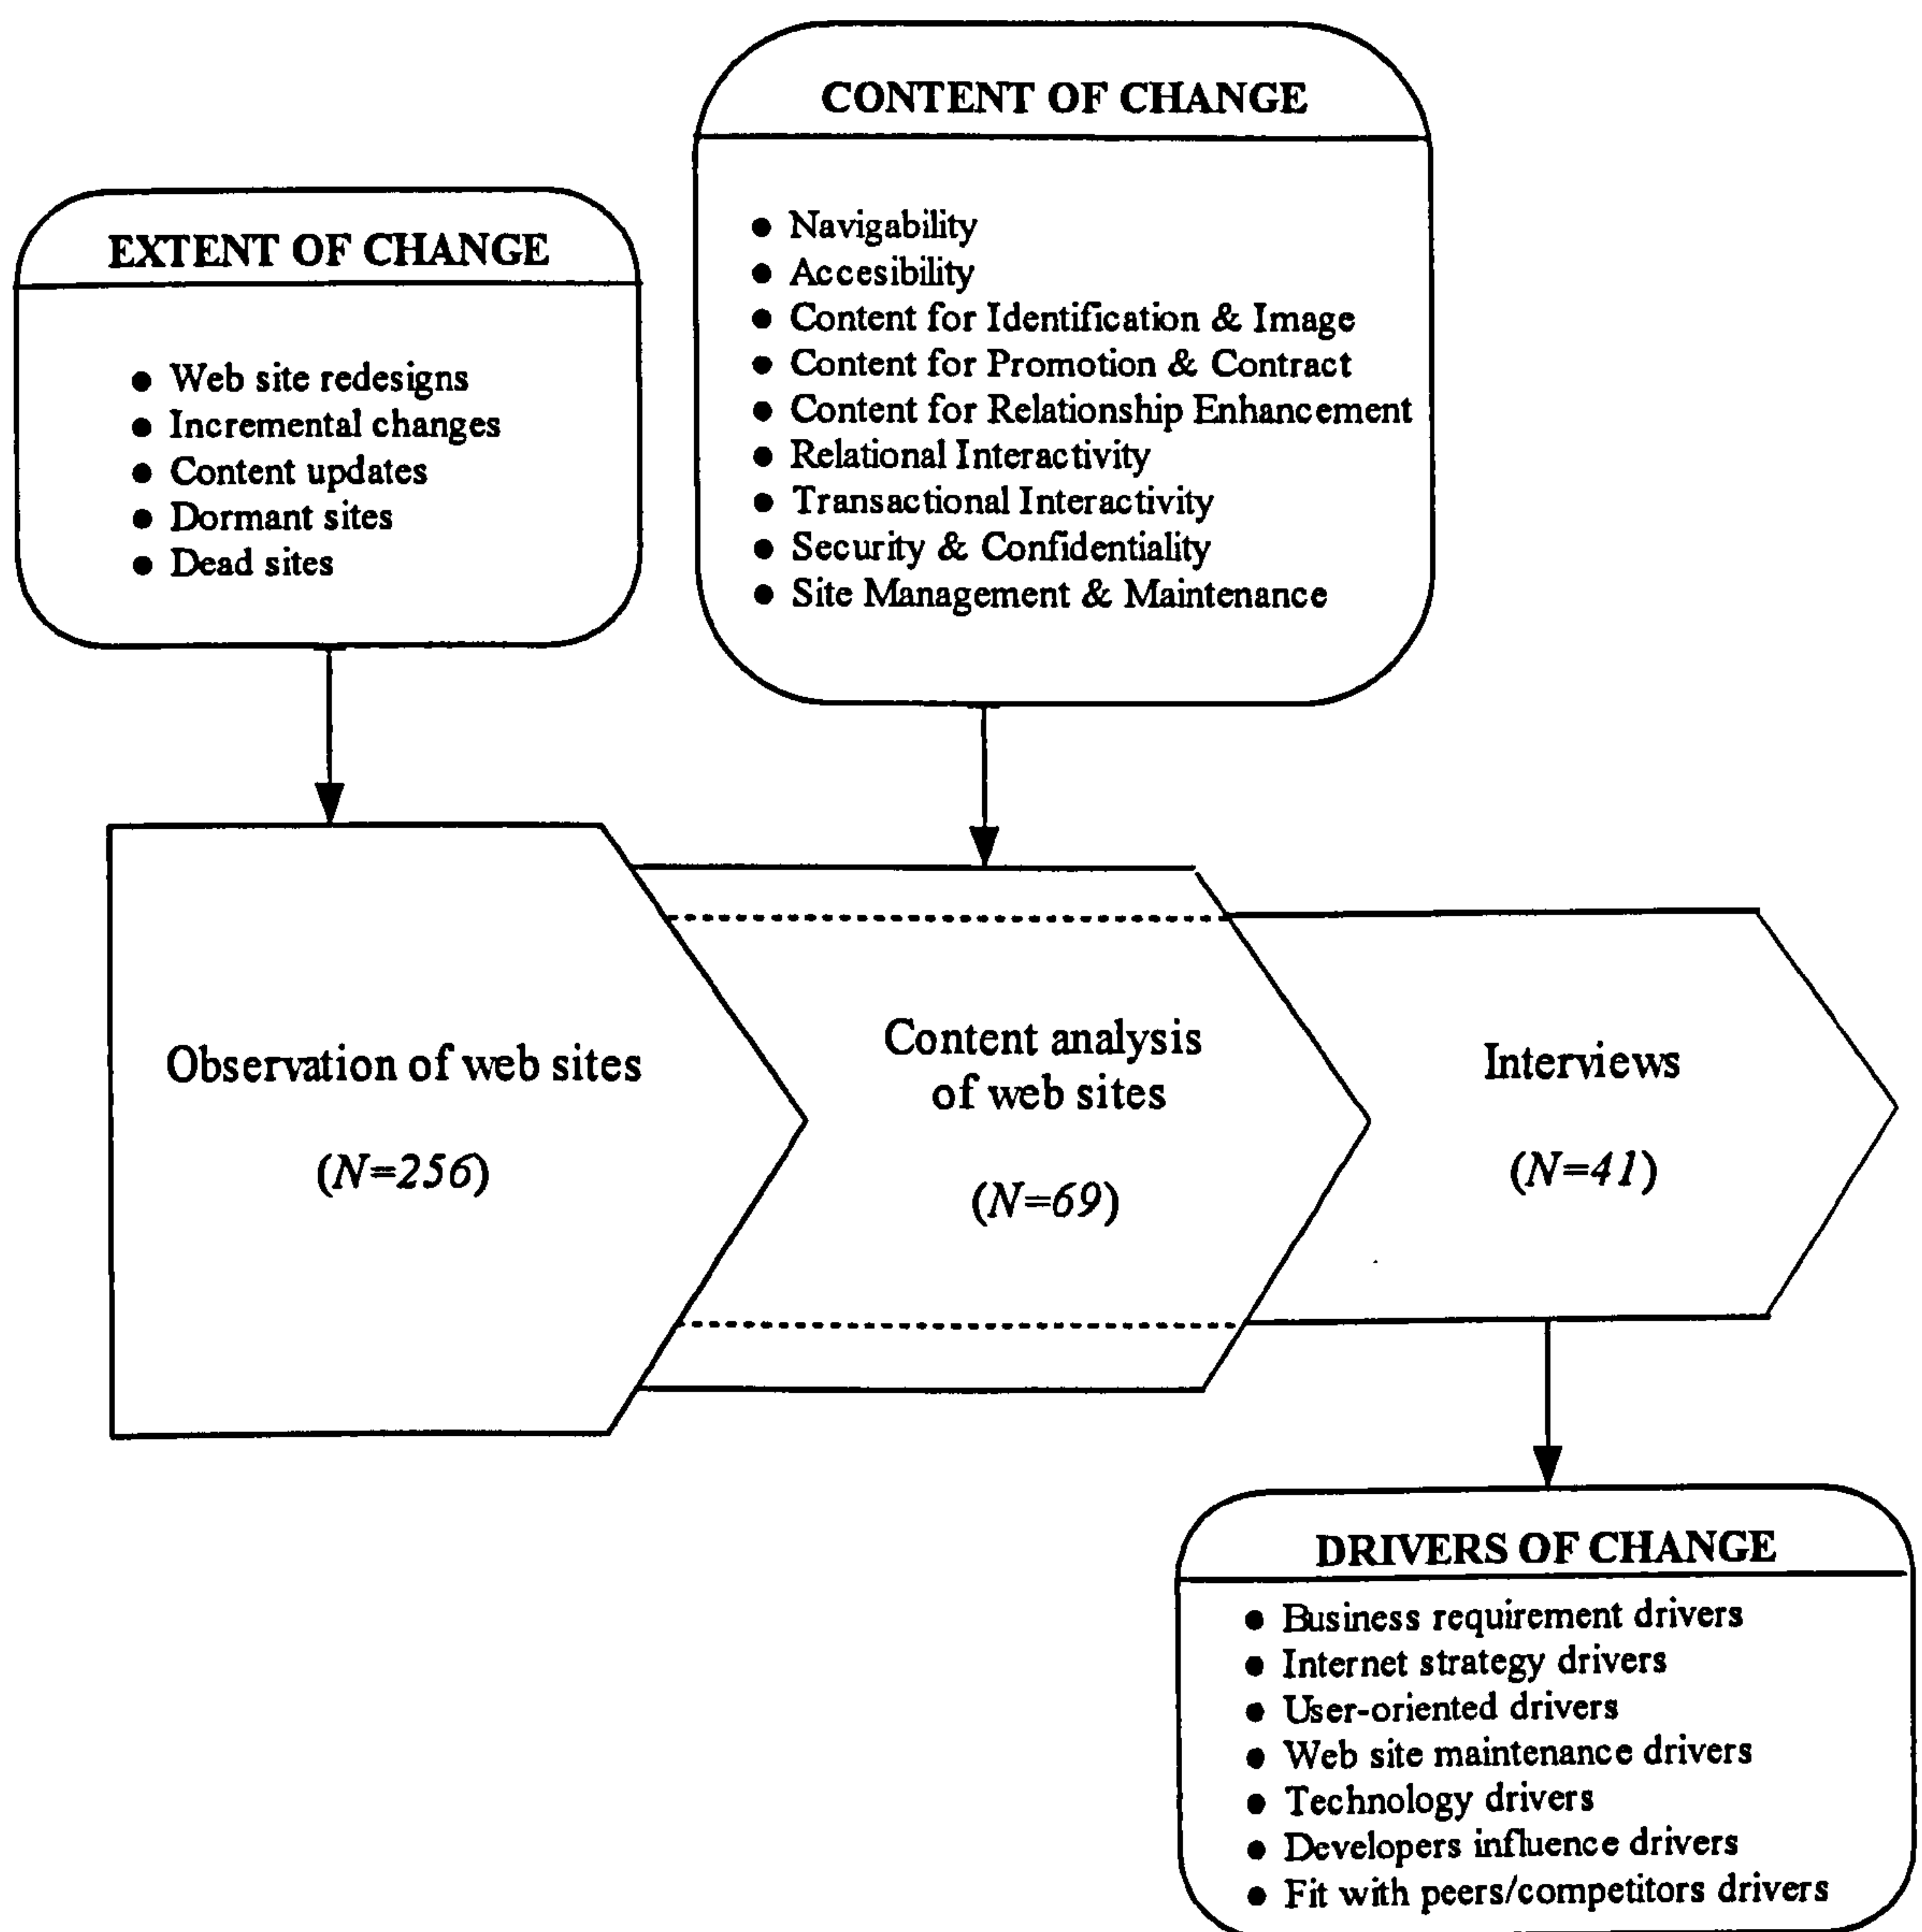 CONTENT OF CHANGE
● Navigability
● Accesibility
● Content for Identification & Image
● Content for Promotion & Contract
● Content for Relationship Enhancement
● Relational Interactivity
● Transactional Interactivity
● Security & Confidentiality
● Site Management & Maintenance
EXTENT OF CHANGE
● Web site redesigns
● Incremental changes
● Content updates
● Dormant sites
● Dead sites
Observation of web sites
(N=256)
Content analysis
of web sites
(N=69)
Interviews
(N=41)
DRIVERS OF CHANGE
● Business requirement drivers
● Internet strategy drivers
● User-oriented drivers
● Web site maintenance drivers
● Technology drivers
● Developers influence drivers
● Fit with peers/competitors drivers